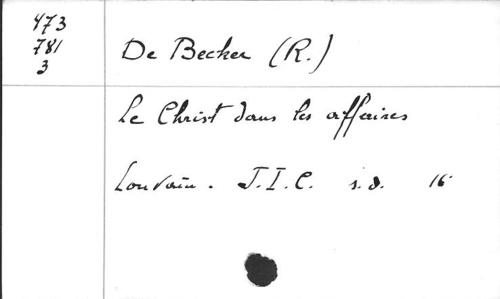 473
781
3
De Becker (R.)
Le Christ dans les affaires
Louvain. J.I.C. s.d. 16°